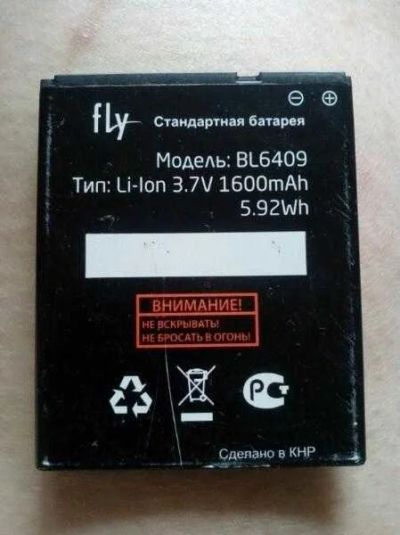 ⊖ ⊕
fly Стандартная батарея
Модель: BL6409
Тип: Li-Ion 3.7V 1600mAh
5.92Wh
ВНИМАНИЕ!
НЕ ВСКРЫВАТЬ!
НЕ БРОСАТЬ В ОГОНЬ!
РСТ
Сделано в КНР